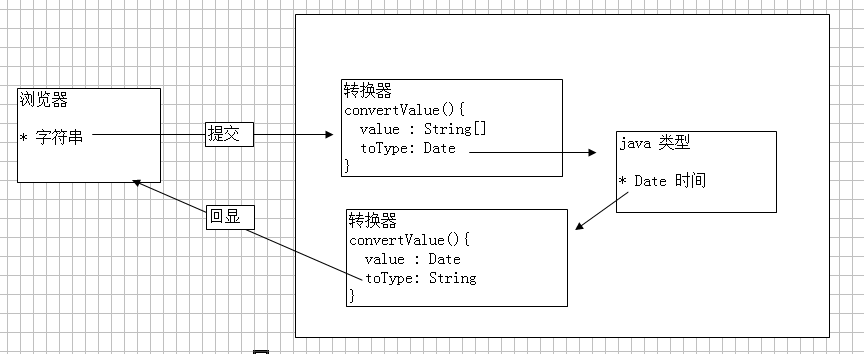 浏览器
* 字符串
提交
转换器
convertValue(){
value : String[]
toType: Date
}
java 类型
* Date 时间
回显
转换器
convertValue(){
value : Date
toType: String
}